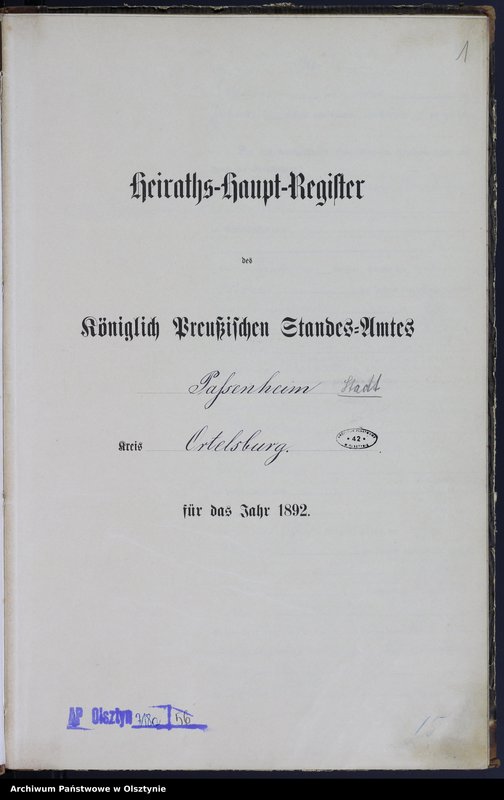 1
Heiraths-Haupt-Register
des
Königlich Preußischen Standes-Amtes
Passenheim Stadt
Kreis Ortelsburg.
42
für das Jahr 1892.
AP Olsztyn 56
15
Archiwum Państwowe w Olsztynie